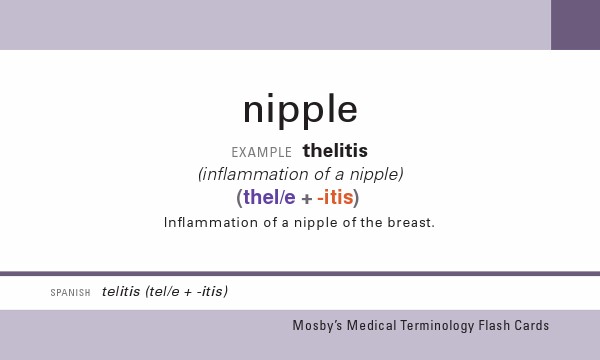 nipple
EXAMPLE thelitis
(inflammation of a nipple)
(thel/e + -itis)
Inflammation of a nipple of the breast.
SPANISH telitis (tel/e + -itis)
Mosby's Medical Terminology Flash Cards